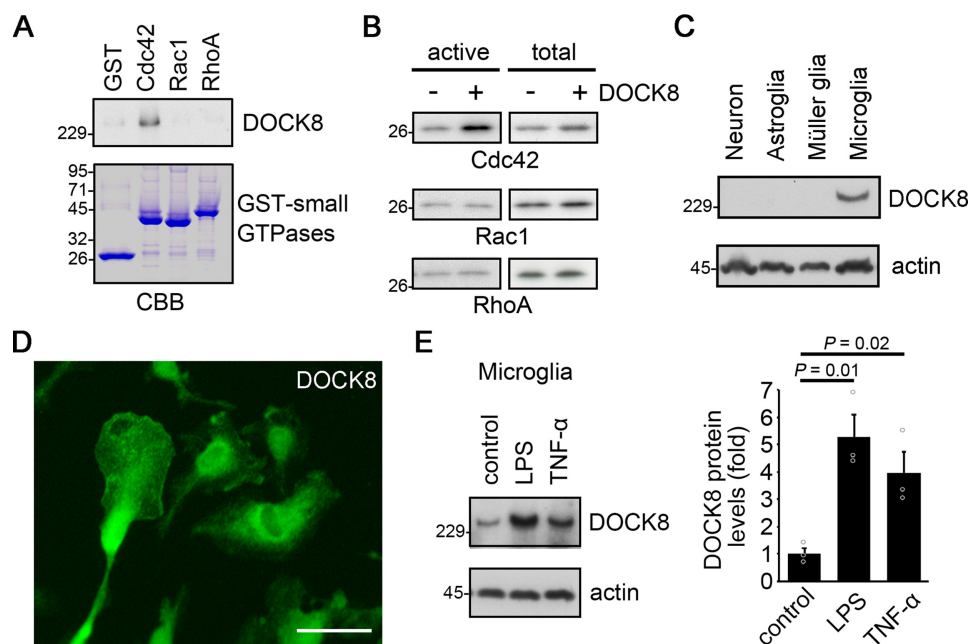 A
GST
Cdc42
Rac1
RhoA
229
DOCK8
95
71
45
32
26
GST-small
GTPases
CBB
B
active total
- + - + DOCK8
26
Cdc42
26
Rac1
26
RhoA
C
Neuron
Astroglia
Müller glia
Microglia
229
DOCK8
45
actin
D
DOCK8
E
Microglia
control
LPS
TNF-α
229
DOCK8
45
actin
P = 0.02
P = 0.01
DOCK8 protein
levels (fold)
7
6
5
4
3
2
1
0
control
LPS
TNF-α